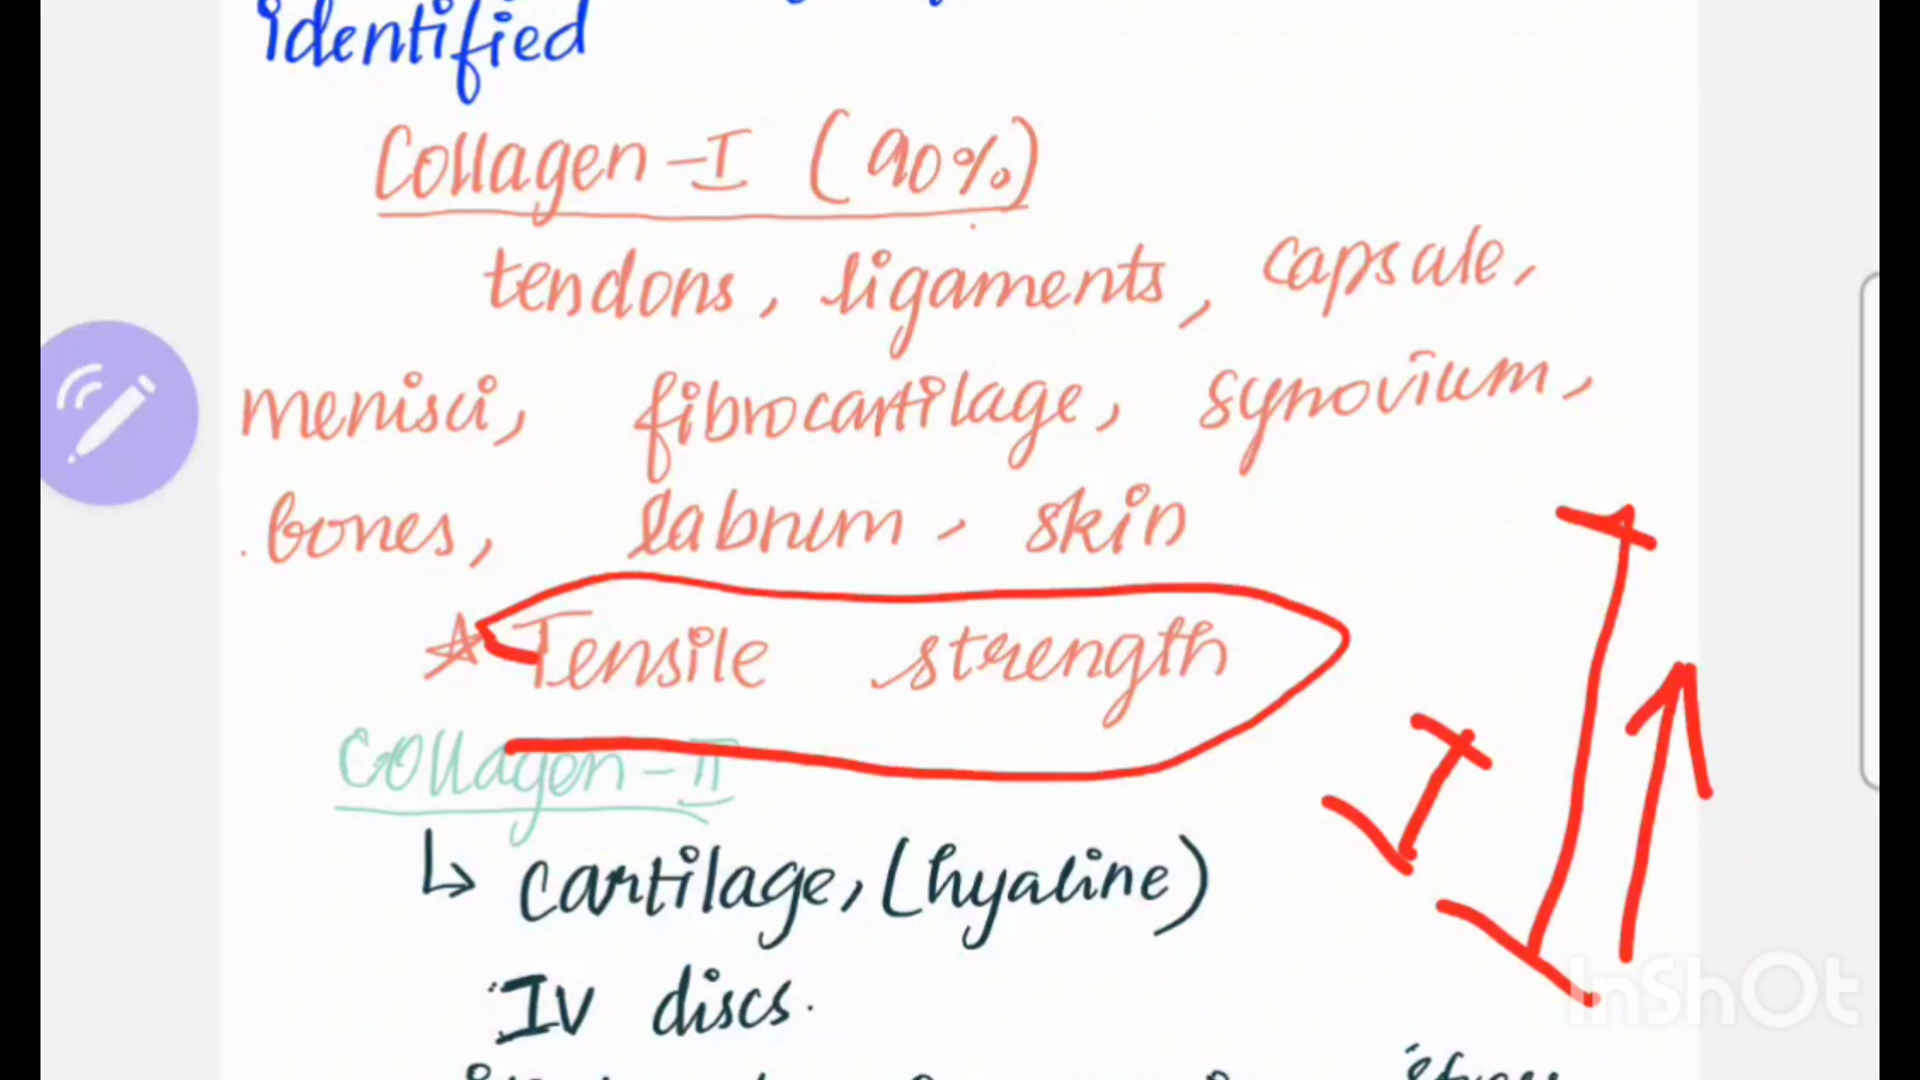 identified
Collagen - I (90%)
tendons, ligaments, capsule,
menisci, fibrocartilage, synovium,
bones, labrum, skin
☆ Tensile strength
Collagen - II
↳ cartilage, (hyaline)
IV discs.
InShOt